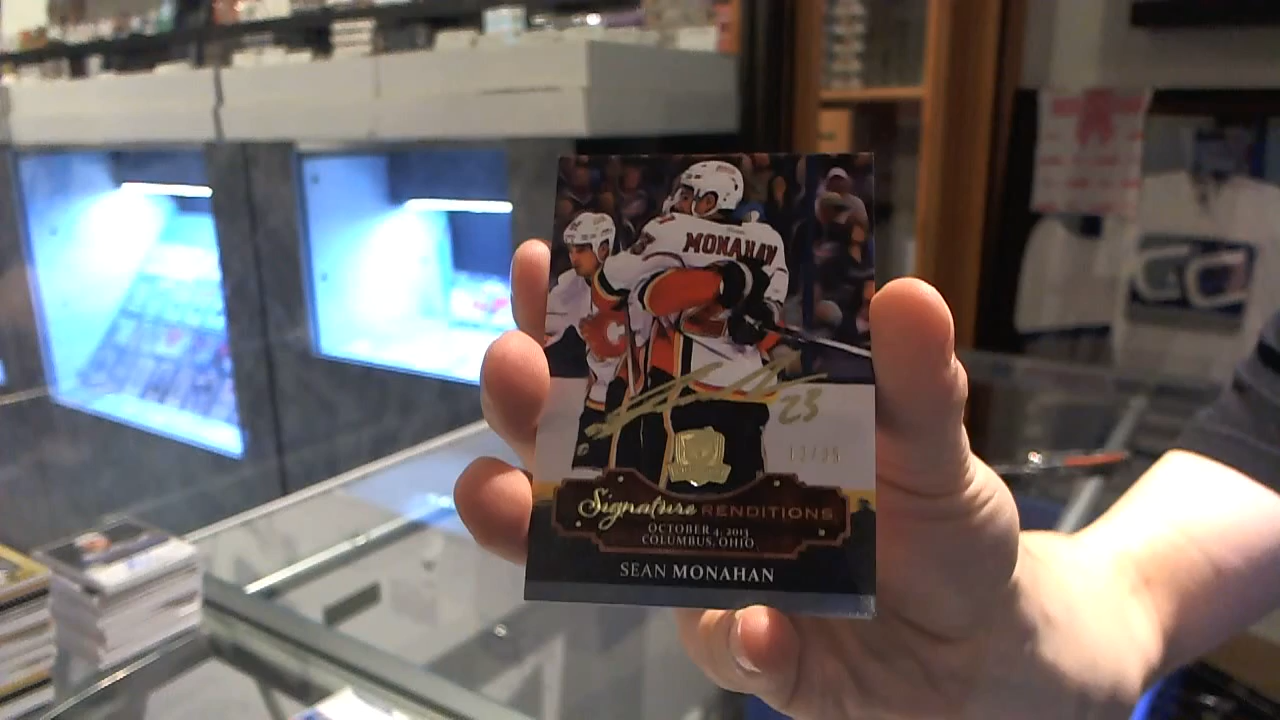 MONAHAN
23
Signature RENDITIONS
OCTOBER 4, 2013
COLUMBUS, OHIO
SEAN MONAHAN